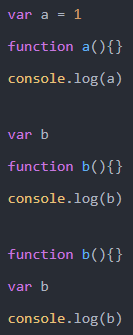 var a = 1
function a(){}
console.log(a)
var b
function b(){}
console.log(b)
function b(){}
var b
console.log(b)